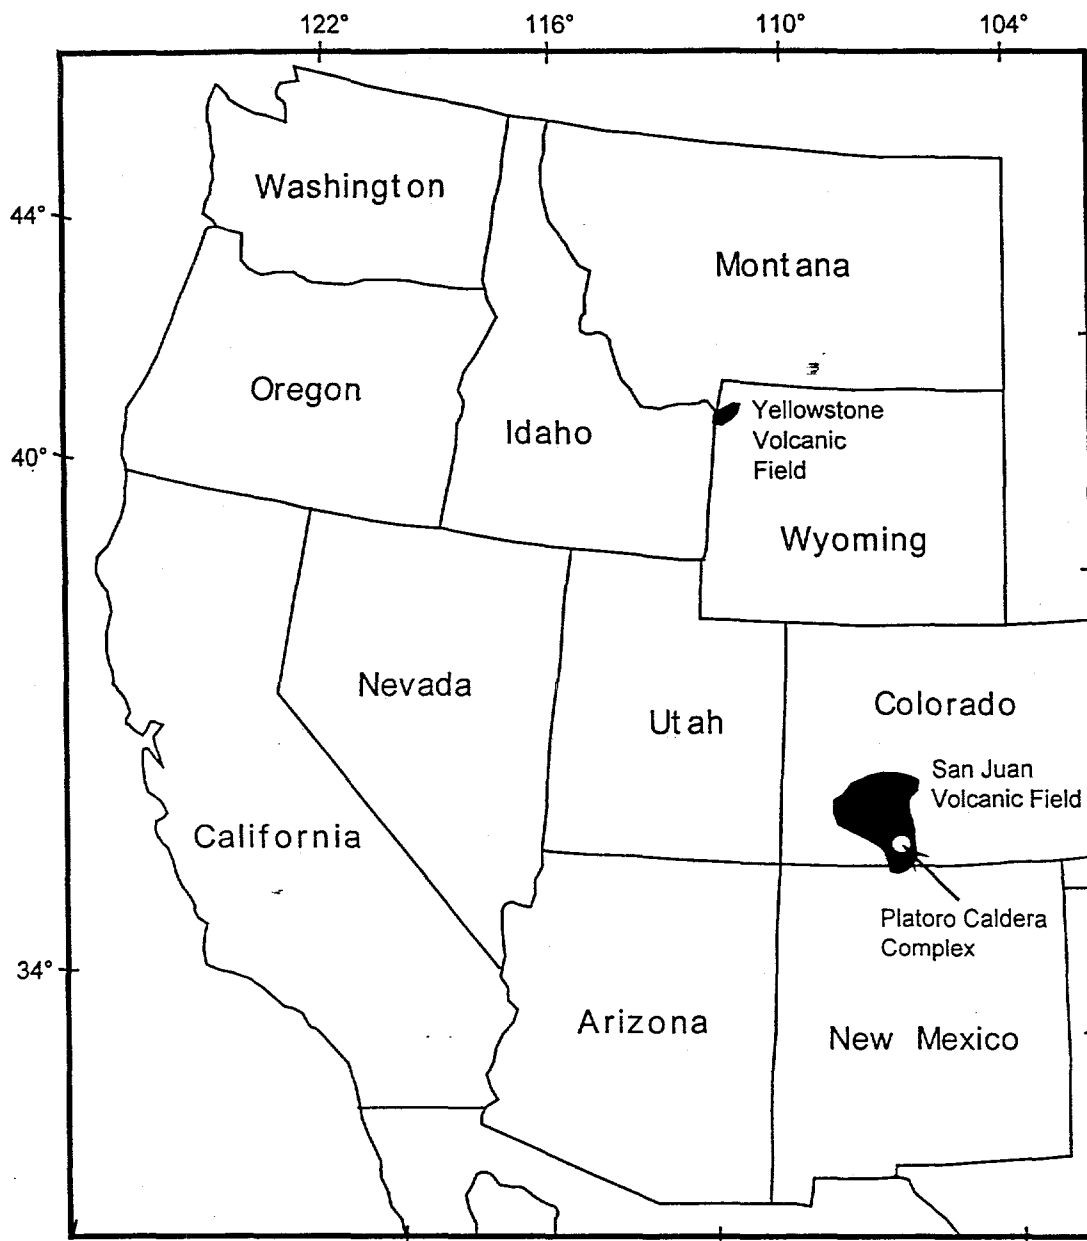 122° 116° 110° 104°
Washington
44°
Montana
Oregon
Yellowstone
Volcanic
Field
Idaho
40°
Wyoming
Nevada
Utah
Colorado
San Juan
Volcanic Field
California
Platoro Caldera
Complex
34°
Arizona
New Mexico